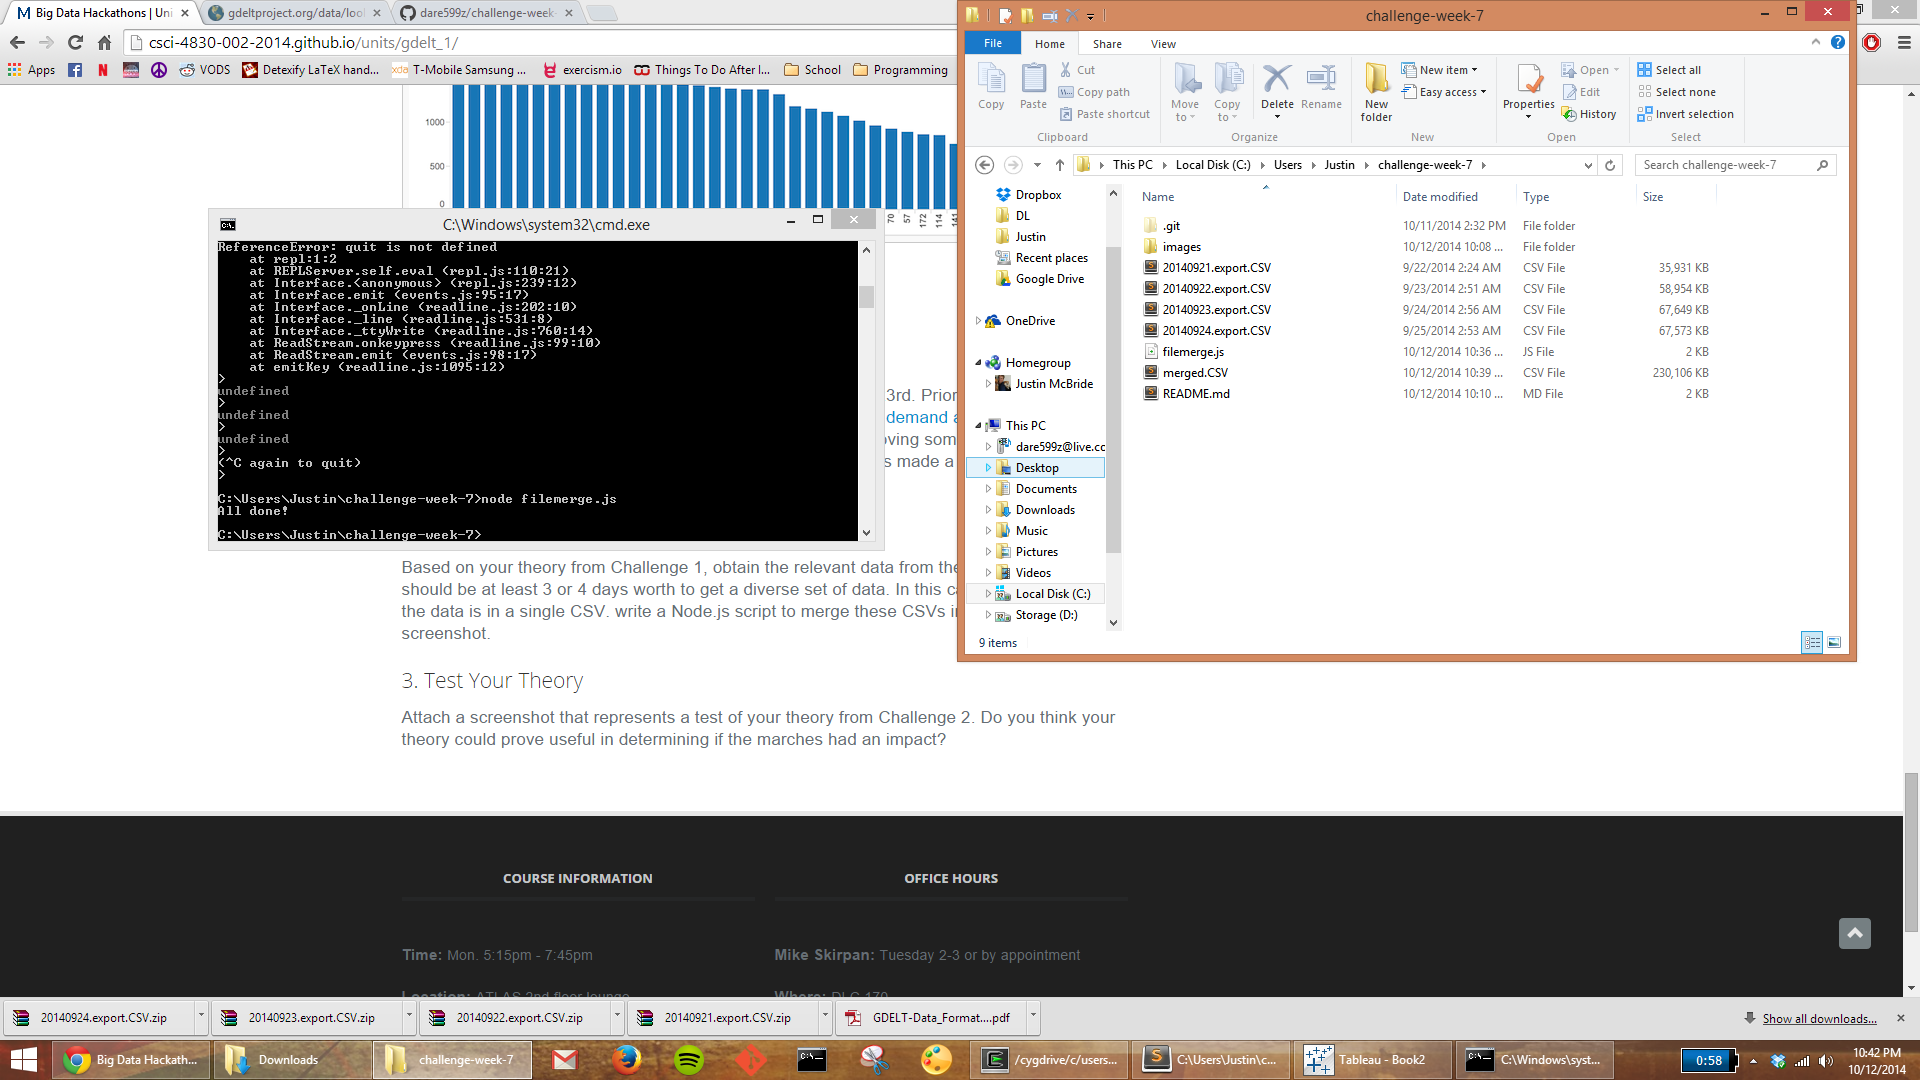 Big Data Hackathons | Uni
gdeltproject.org/data/lool
dare599z/challenge-week-
csci-4830-002-2014.github.io/units/gdelt_1/
Apps
VODS
Detexify LaTeX hand...
T-Mobile Samsung ...
exercism.io
Things To Do After I...
School
Programming
1000
500
0
70 57 172 114 141
C:\Windows\system32\cmd.exe
ReferenceError: quit is not defined
at repl:1:2
at REPLServer.self.eval (repl.js:110:21)
at Interface.<anonymous> (repl.js:239:12)
at Interface.emit (events.js:95:17)
at Interface._onLine (readline.js:202:10)
at Interface._line (readline.js:531:8)
at Interface._ttyWrite (readline.js:760:14)
at ReadStream.onkeypress (readline.js:99:10)
at ReadStream.emit (events.js:98:17)
at emitKey (readline.js:1095:12)
>
undefined
>
undefined
>
undefined
>
(^C again to quit)
>
C:\Users\Justin\challenge-week-7>node filemerge.js
All done!
C:\Users\Justin\challenge-week-7>
3rd. Prior
demand a
ving som
s made a
Based on your theory from Challenge 1, obtain the relevant data from the
should be at least 3 or 4 days worth to get a diverse set of data. In this ca
the data is in a single CSV. write a Node.js script to merge these CSVs in
screenshot.
3. Test Your Theory
Attach a screenshot that represents a test of your theory from Challenge 2. Do you think your
theory could prove useful in determining if the marches had an impact?
COURSE INFORMATION
OFFICE HOURS
Time: Mon. 5:15pm - 7:45pm
Mike Skirpan: Tuesday 2-3 or by appointment
Location: ATLAS 2nd floor lounge
Where: DLC 170
challenge-week-7
File
Home
Share
View
Copy
Paste
Cut
Copy path
Paste shortcut
Clipboard
Move to
Copy to
Delete
Rename
Organize
New folder
New item
Easy access
New
Properties
Open
Edit
History
Open
Select all
Select none
Invert selection
Select
This PC
Local Disk (C:)
Users
Justin
challenge-week-7
Search challenge-week-7
Dropbox
DL
Justin
Recent places
Google Drive
OneDrive
Homegroup
Justin McBride
This PC
dare599z@live.cc
Desktop
Documents
Downloads
Music
Pictures
Videos
Local Disk (C:)
Storage (D:)
Name Date modified Type Size
.git 10/11/2014 2:32 PM File folder
images 10/12/2014 10:08 ... File folder
20140921.export.CSV 9/22/2014 2:24 AM CSV File 35,931 KB
20140922.export.CSV 9/23/2014 2:51 AM CSV File 58,954 KB
20140923.export.CSV 9/24/2014 2:56 AM CSV File 67,649 KB
20140924.export.CSV 9/25/2014 2:53 AM CSV File 67,573 KB
filemerge.js 10/12/2014 10:36 ... JS File 2 KB
merged.CSV 10/12/2014 10:39 ... CSV File 230,106 KB
README.md 10/12/2014 10:10 ... MD File 2 KB
9 items
20140924.export.CSV.zip
20140923.export.CSV.zip
20140922.export.CSV.zip
20140921.export.CSV.zip
GDELT-Data_Format....pdf
Show all downloads...
Big Data Hackath...
Downloads
challenge-week-7
/cygdrive/c/users...
C:\Users\Justin\c...
Tableau - Book2
C:\Windows\syst...
0:58
10:42 PM
10/12/2014